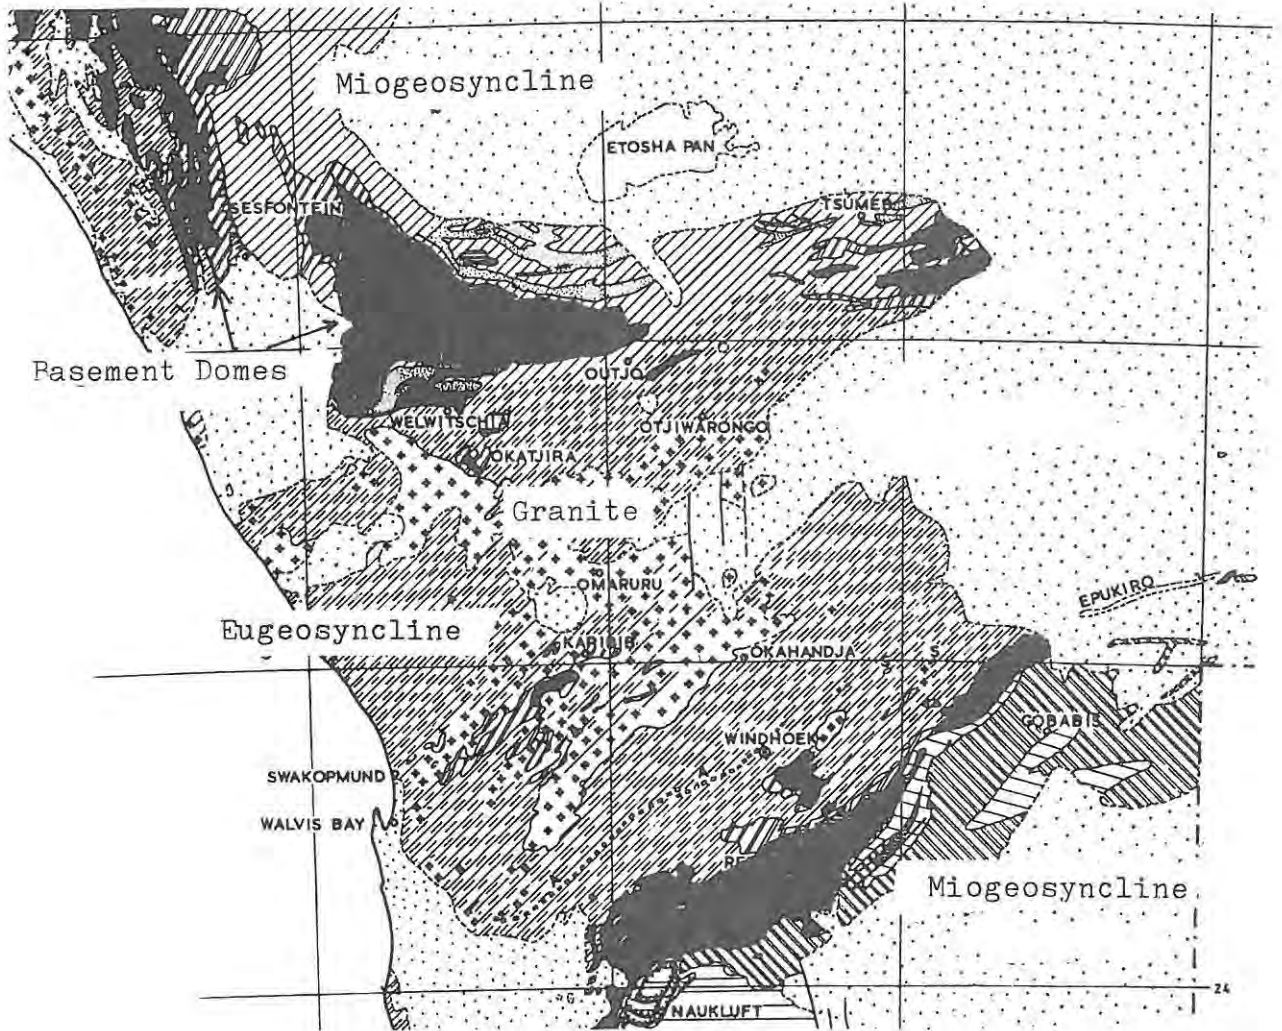 Miogeosyncline
ETOSHA PAN
SESFONTEIN
TSUMEB
Basement Domes
OUTJO
WELWITSCHIA
OTJIWARONGO
OKATJIRA
Granite
OMARURU
EPUKIRO
Eugeosyncline
KARIBIB
OKAHANDJA
S
S
GOBABIS
WINDHOEK
SWAKOPMUND
A
WALVIS BAY
RE
A
Miogeosyncline
G
24
NAUKLUFT